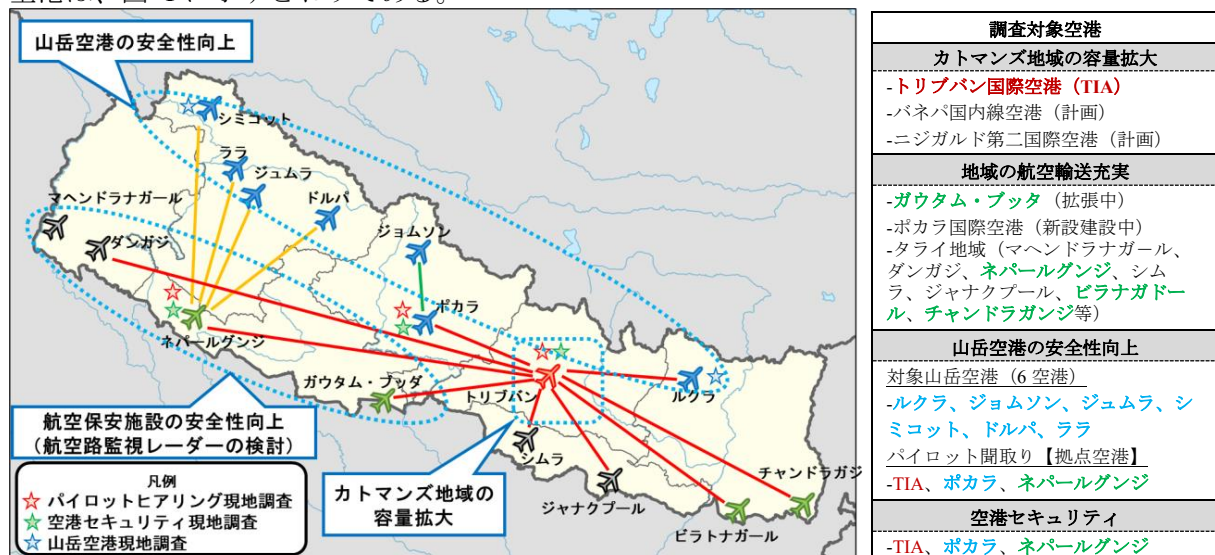 山岳空港の安全性向上
シミコット
ララ
ジュムラ
ドルパ
マヘンドラナガール
ダンガジ
ジョムソン
ポカラ
ネパールグンジ
ガウタム・ブッダ
トリブバン
ルクラ
航空保安施設の安全性向上
(航空路監視レーダーの検討)
シムラ
ジャナクプール
チャンドラガジ
ビラトナガール
カトマンズ地域の
容量拡大
凡例
パイロットヒアリング現地調査
空港セキュリティ現地調査
山岳空港現地調査
調査対象空港
カトマンズ地域の容量拡大
-トリブバン国際空港（TIA）
-バネパ国内線空港（計画）
-ニジガルド第二国際空港（計画）
地域の航空輸送充実
-ガウタム・ブッタ（拡張中）
-ポカラ国際空港（新設建設中）
-タライ地域（マヘンドラナガール、
ダンガジ、ネパールグンジ、シム
ラ、ジャナクプール、ビラナガドー
ル、チャンドラガンジ等）
山岳空港の安全性向上
対象山岳空港（6 空港）
-ルクラ、ジョムソン、ジュムラ、シ
ミコット、ドルパ、ララ
パイロット聞取り【拠点空港】
-TIA、ポカラ、ネパールグンジ
空港セキュリティ
-TIA、ポカラ、ネパールグンジ